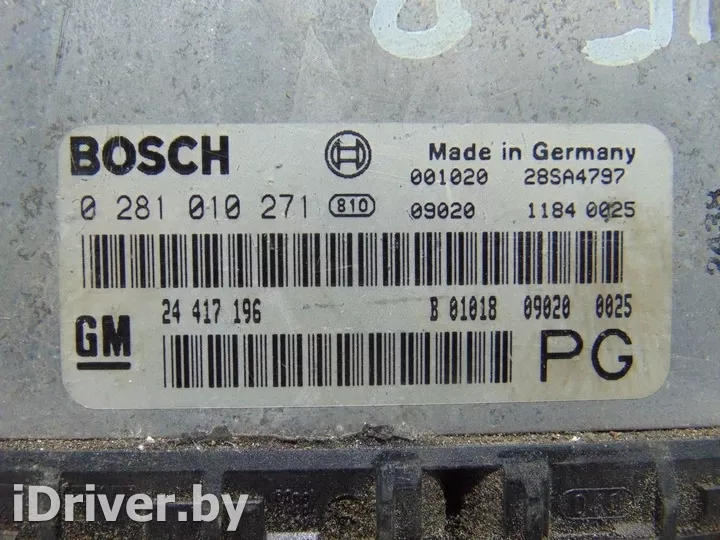 BOSCH Made in Germany
001020 28SA4797
0 281 010 271 810 09020 1184 0025
24 417 196 B 01018 09020 0025
GM PG
iDriver.by